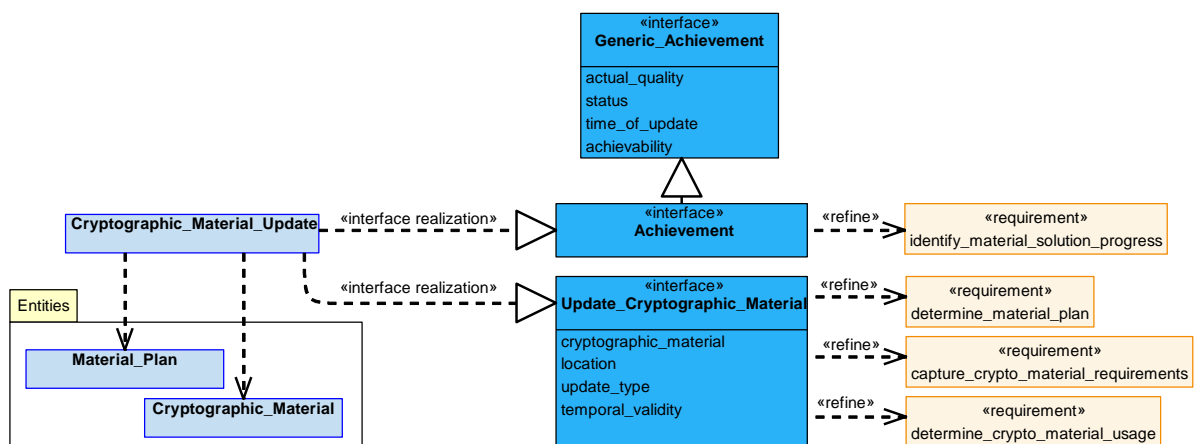 «interface»
Generic_Achievement
actual_quality
status
time_of_update
achievability
Cryptographic_Material_Update
«interface realization»
«interface»
Achievement
«refine»
«requirement»
identify_material_solution_progress
«interface realization»
«interface»
Update_Cryptographic_Material
cryptographic_material
location
update_type
temporal_validity
«refine»
«requirement»
determine_material_plan
«refine»
«requirement»
capture_crypto_material_requirements
«refine»
«requirement»
determine_crypto_material_usage
Entities
Material_Plan
Cryptographic_Material